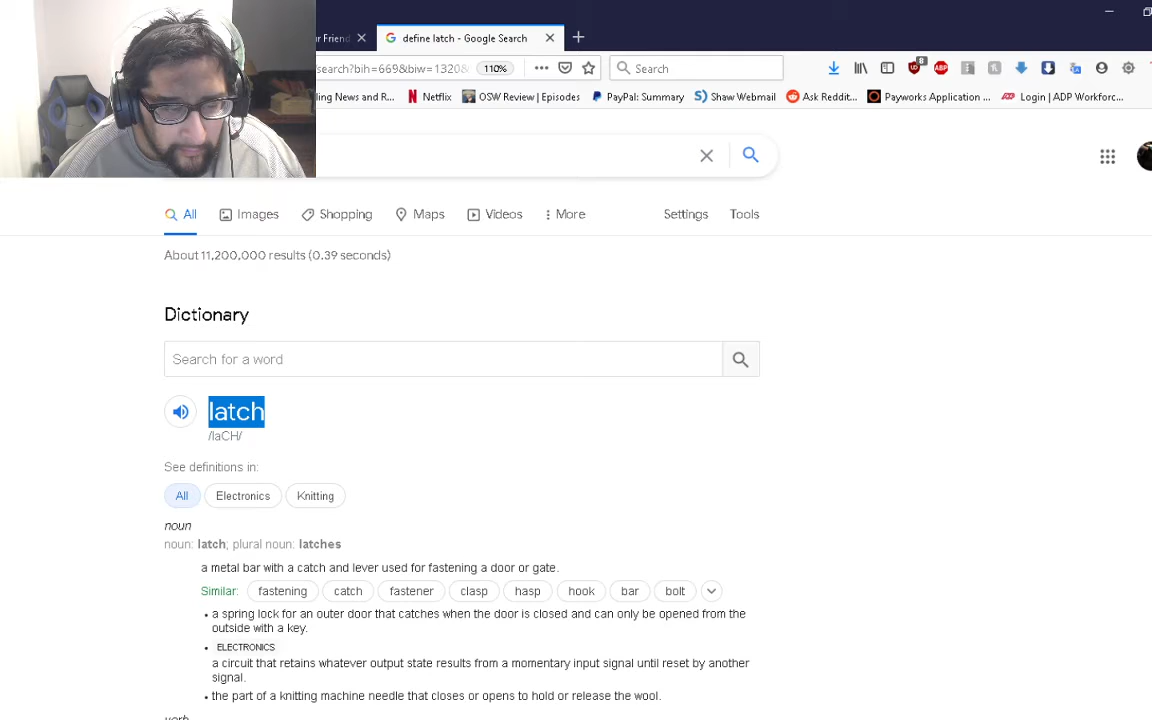 ur Friend
define latch - Google Search
/search?bih=669&biw=1320&
110%
Search
ling News and R...
Netflix
OSW Review | Episodes
PayPal: Summary
Shaw Webmail
Ask Reddit...
Payworks Application ...
Login | ADP Workforc...
All
Images
Shopping
Maps
Videos
More
Settings
Tools
About 11,200,000 results (0.39 seconds)
Dictionary
Search for a word
latch
/laCH/
See definitions in:
All
Electronics
Knitting
noun
noun: latch; plural noun: latches
a metal bar with a catch and lever used for fastening a door or gate.
Similar: fastening catch fastener clasp hasp hook bar bolt
• a spring lock for an outer door that catches when the door is closed and can only be opened from the
outside with a key.
• ELECTRONICS
a circuit that retains whatever output state results from a momentary input signal until reset by another
signal.
• the part of a knitting machine needle that closes or opens to hold or release the wool.
verb